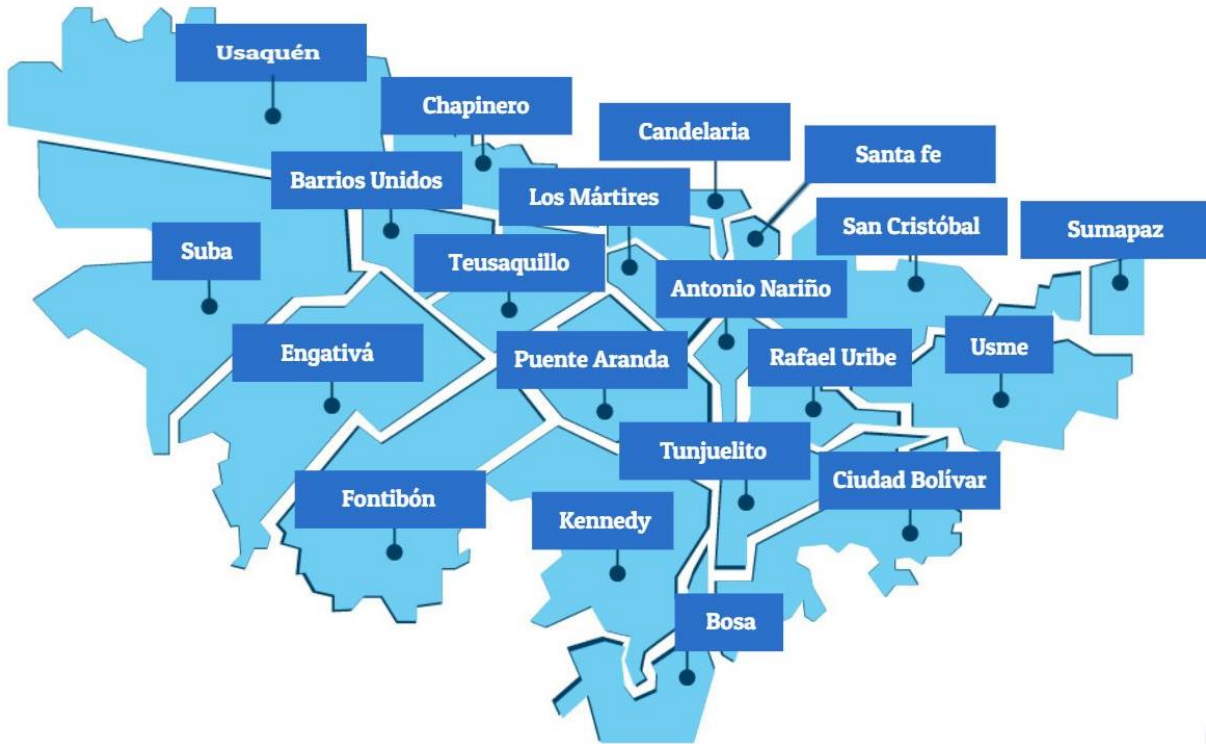 Usaquén
Chapinero
Candelaria
Santa fe
Barrios Unidos
Los Mártires
San Cristóbal
Sumapaz
Suba
Teusaquillo
Antonio Nariño
Engativá
Puente Aranda
Rafael Uribe
Usme
Tunjuelito
Ciudad Bolívar
Fontibón
Kennedy
Bosa